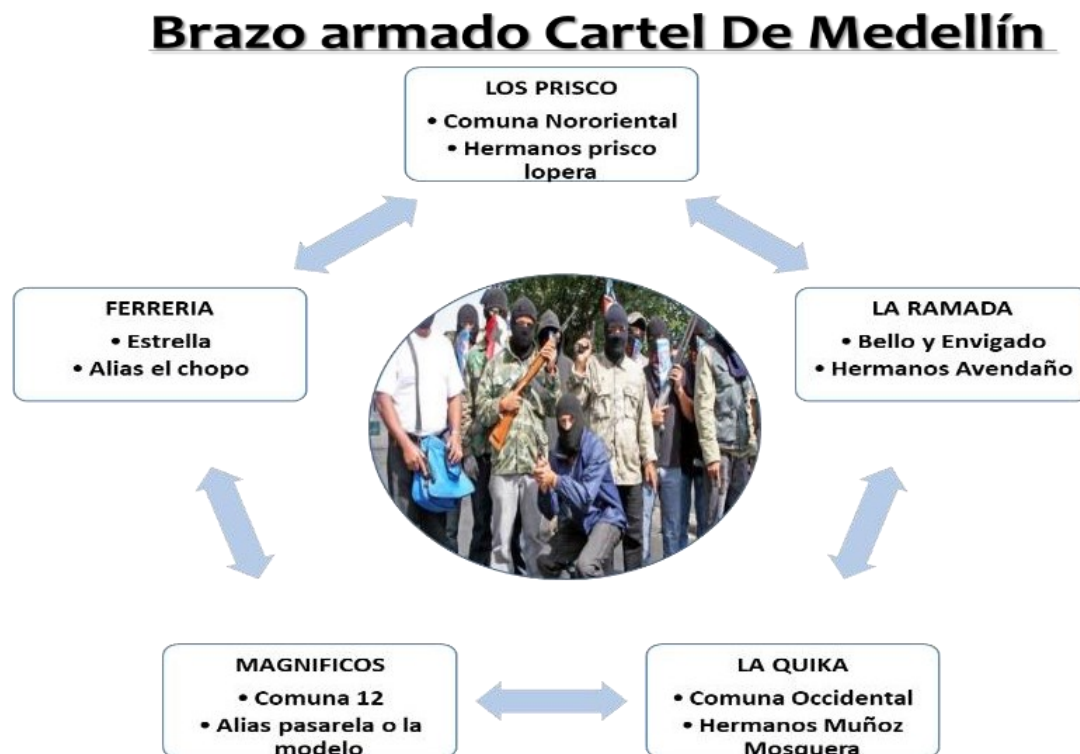 Brazo armado Cartel De Medellín
LOS PRISCO
• Comuna Nororiental
• Hermanos prisco
lopera
FERRERIA
• Estrella
• Alias el chopo
LA RAMADA
• Bello y Envigado
• Hermanos Avendaño
MAGNIFICOS
• Comuna 12
• Alias pasarela o la
modelo
LA QUIKA
• Comuna Occidental
• Hermanos Muñoz
Mosquera